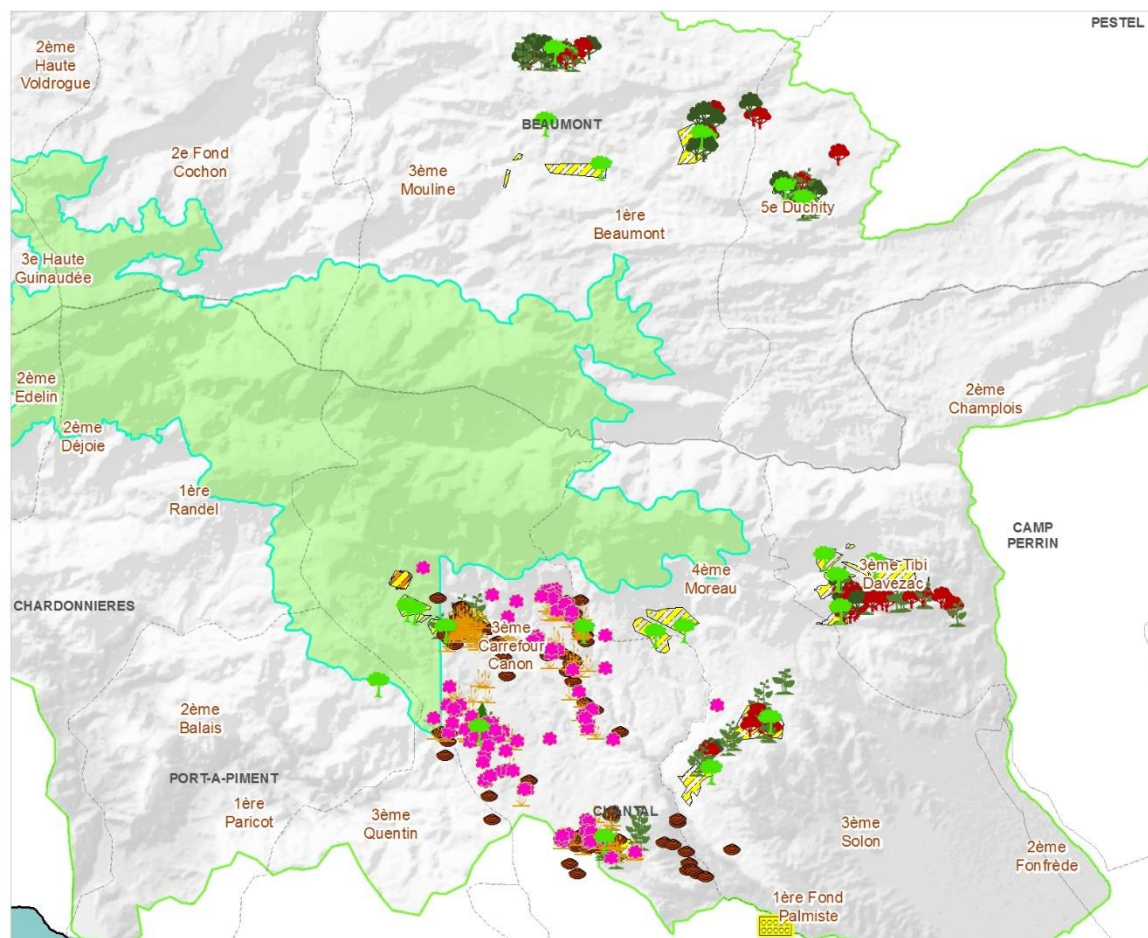 PESTEL
2ème
Haute
Voldrogue
BEAUMONT
2e Fond
Cochon
3ème
Mouline
5e Duchity
1ère
Beaumont
3e Haute
Guinaudée
2ème
Edelin
2ème
Champlois
2ème
Déjoie
1ère
Randel
CAMP
PERRIN
4ème
Moreau
3ème Tibi
Davezac
CHARDONNIERES
3ème
Carrefour
Canon
2ème
Balais
PORT-A-PIMENT
1ère
Paricot
3ème
Quentin
CHANTAL
3ème
Solon
2ème
Fonfrède
1ère Fond
Palmiste